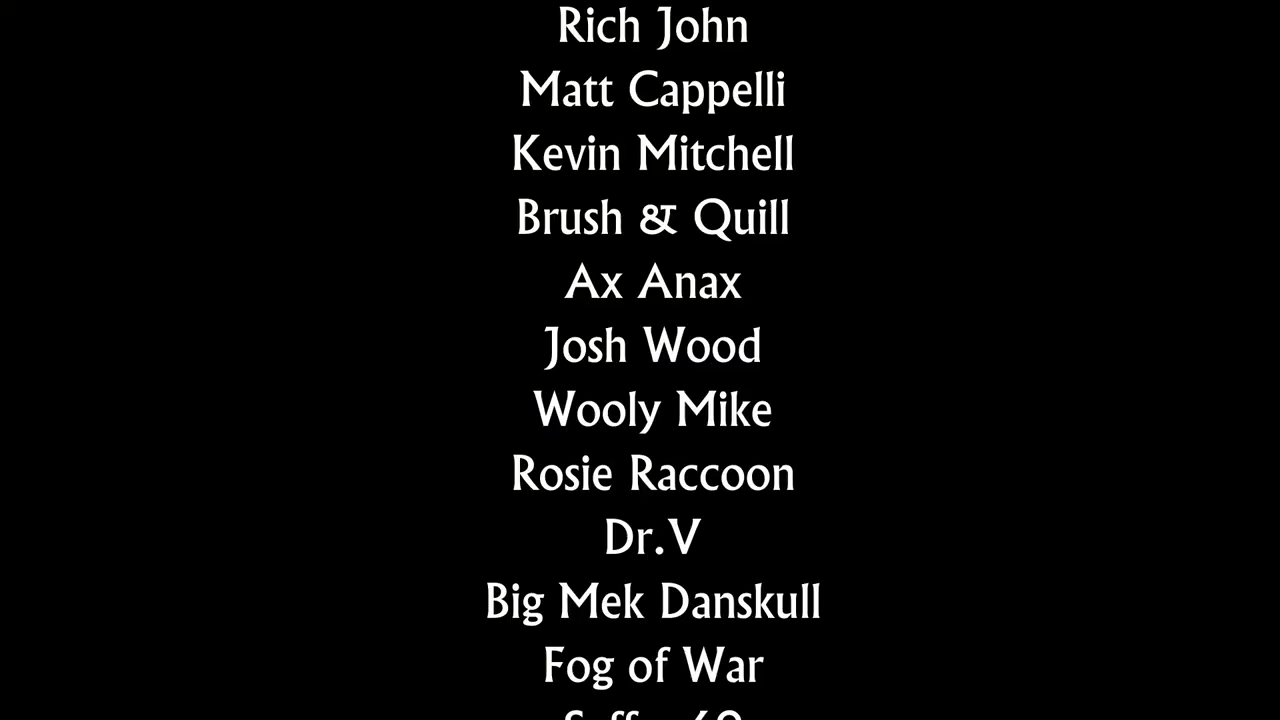 Rich John
Matt Cappelli
Kevin Mitchell
Brush & Quill
Ax Anax
Josh Wood
Wooly Mike
Rosie Raccoon
Dr.V
Big Mek Danskull
Fog of War